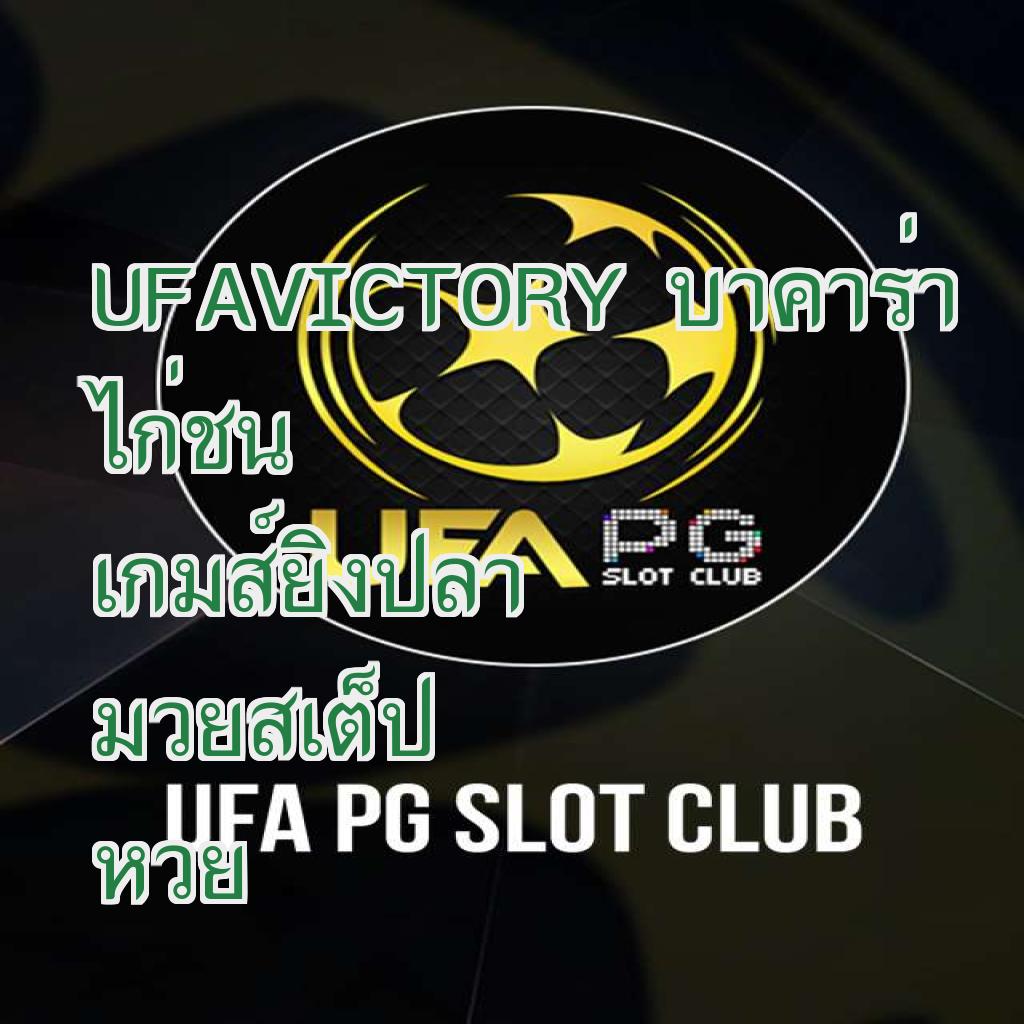 UFAVICTORY บาคาร่า
ไก่ชน
เกมส์ยิงปลา
มวยสเต็ป
หวย
UFA PG
SLOT CLUB
UFA PG SLOT CLUB